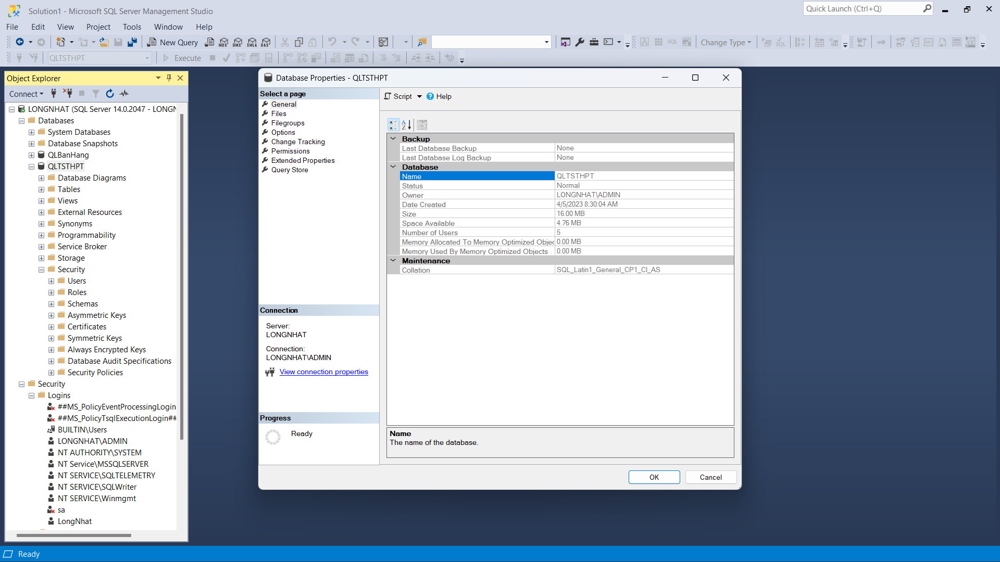 Solution1 - Microsoft SQL Server Management Studio
Quick Launch (Ctrl+Q)
File Edit View Project Tools Window Help
New Query MDX DMX XMLA DAX SQL Change Type
QLTSTHPT Execute
Object Explorer
Connect
LONGNHAT (SQL Server 14.0.2047 - LONGN
Databases
System Databases
Database Snapshots
QLBanHang
QLTSTHPT
Database Diagrams
Tables
Views
External Resources
Synonyms
Programmability
Service Broker
Storage
Security
Users
Roles
Schemas
Asymmetric Keys
Certificates
Symmetric Keys
Always Encrypted Keys
Database Audit Specifications
Security Policies
Security
Logins
##MS_PolicyEventProcessingLogin
##MS_PolicyTsqlExecutionLogin##
BUILTIN\Users
LONGNHAT\ADMIN
NT AUTHORITY\SYSTEM
NT Service\MSSQLSERVER
NT SERVICE\SQLTELEMETRY
NT SERVICE\SQLWriter
NT SERVICE\Winmgmt
sa
LongNhat
Database Properties - QLTSTHPT
Select a page
General
Files
Filegroups
Options
Change Tracking
Permissions
Extended Properties
Query Store
Connection
Server:
LONGNHAT
Connection:
LONGNHAT\ADMIN
View connection properties
Progress
Ready
Script Help
Backup
Last Database Backup None
Last Database Log Backup None
Database
Name QLTSTHPT
Status Normal
Owner LONGNHAT\ADMIN
Date Created 4/5/2023 8:30:04 AM
Size 16.00 MB
Space Available 4.76 MB
Number of Users 5
Memory Allocated To Memory Optimized Objec 0.00 MB
Memory Used By Memory Optimized Objects 0.00 MB
Maintenance
Collation SQL_Latin1_General_CP1_CI_AS
Name
The name of the database.
OK Cancel
Ready